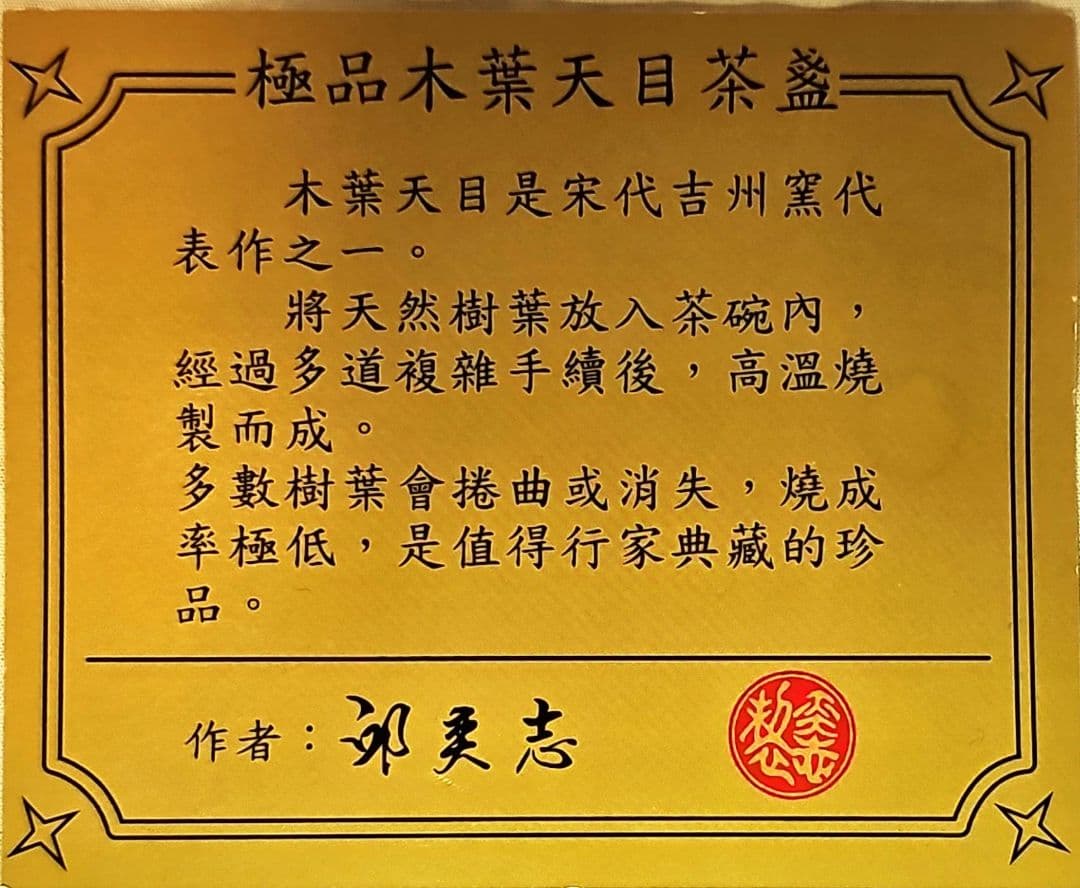 極品木葉天目茶盞
木葉天目是宋代吉州窯代
表作之一。
將天然樹葉放入茶碗內，
經過多道複雜手續後，高溫燒
製而成。
多數樹葉會捲曲或消失，燒成
率極低，是值得行家典藏的珍
品。
作者：邱奕志